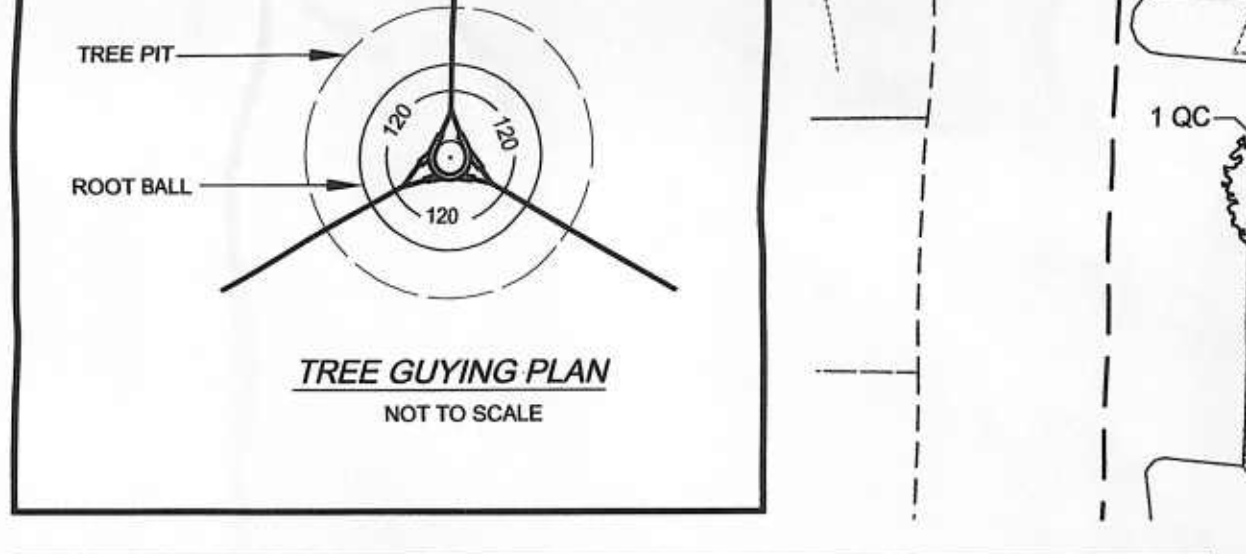 TREE PIT
120
120
1 QC
ROOT BALL
120
TREE GUYING PLAN
NOT TO SCALE